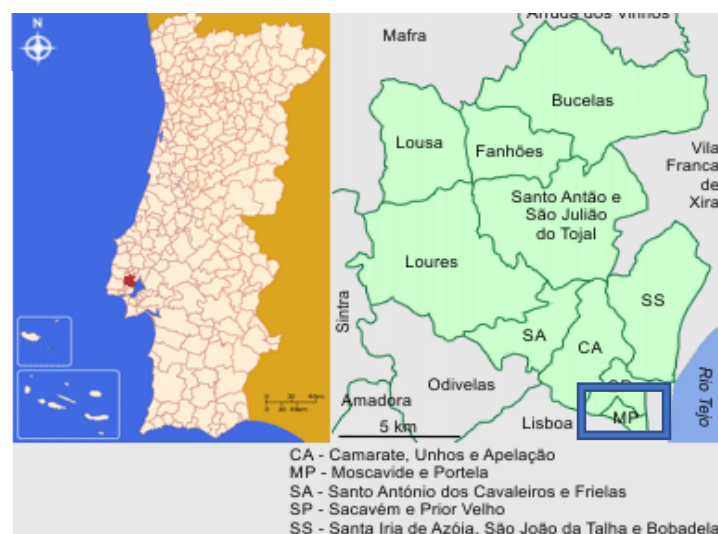 N
Arruda dos Vinhos
Mafra
Bucelas
Lousa
Fanhões
Vila
Franca
de
Xira
Santo Antão e
São Julião
do Tojal
Loures
SS
Sintra
SA
CA
Rio Tejo
Odivelas
Amadora
Lisboa
MP
5 km
CA - Camarate, Unhos e Apelação
MP - Moscavide e Portela
SA - Santo António dos Cavaleiros e Frielas
SP - Sacavém e Prior Velho
SS - Santa Iria de Azóia, São João da Talha e Bobadela